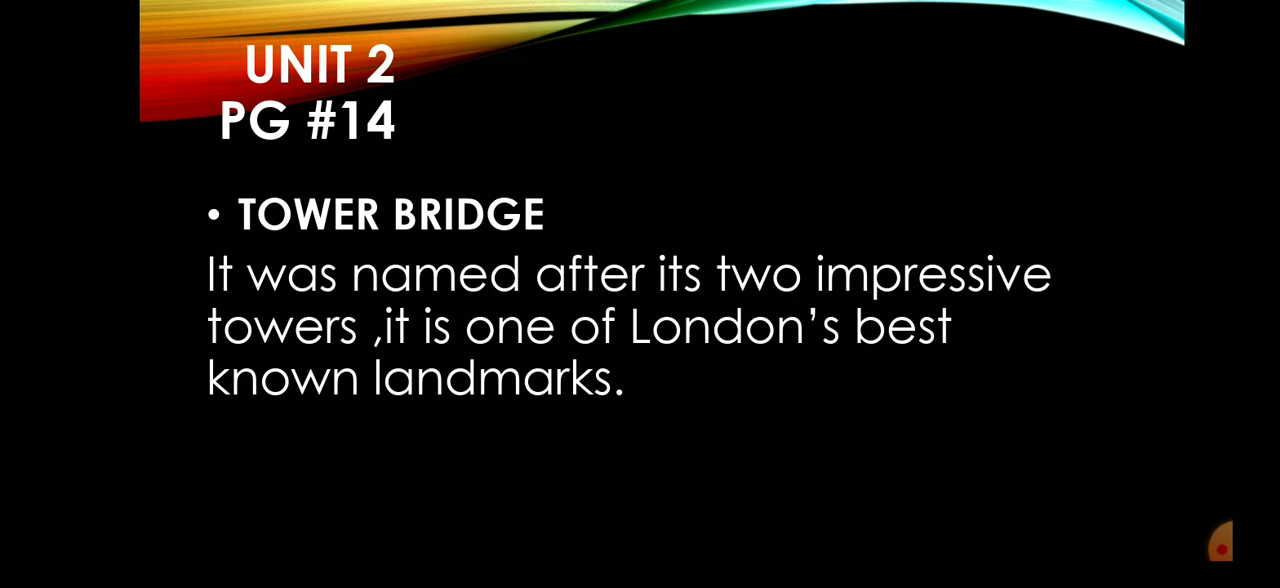 UNIT 2
PG #14
• TOWER BRIDGE
It was named after its two impressive
towers ,it is one of London’s best
known landmarks.